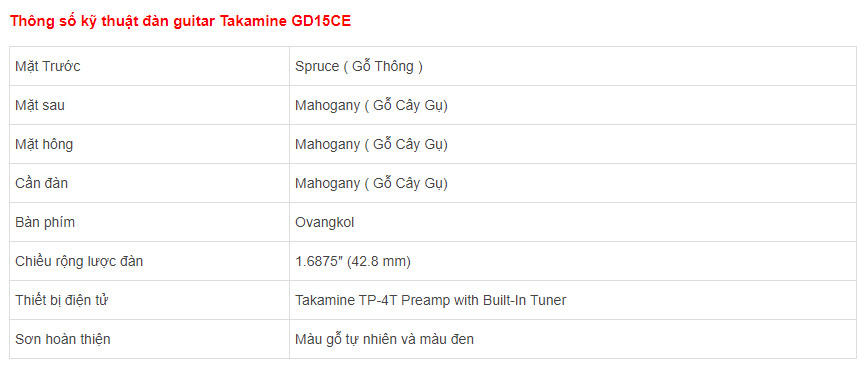 Thông số kỹ thuật đàn guitar Takamine GD15CE
Mặt Trước Spruce ( Gỗ Thông )
Mặt sau Mahogany ( Gỗ Cây Gụ)
Mặt hông Mahogany ( Gỗ Cây Gụ)
Cần đàn Mahogany ( Gỗ Cây Gụ)
Bàn phím Ovangkol
Chiều rộng lược đàn 1.6875" (42.8 mm)
Thiết bị điện tử Takamine TP-4T Preamp with Built-In Tuner
Sơn hoàn thiện Màu gỗ tự nhiên và màu đen